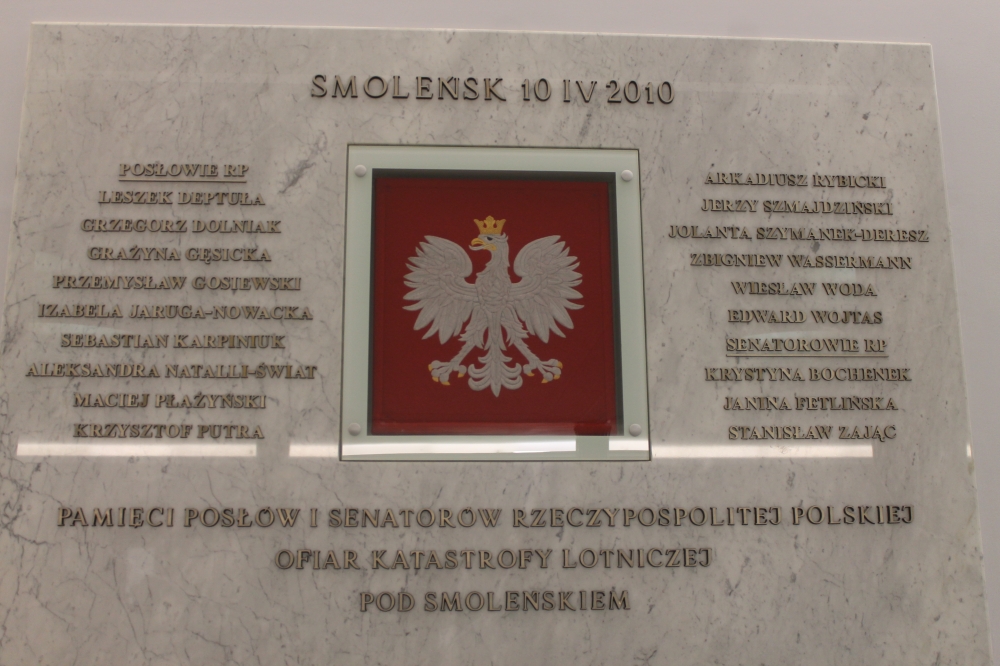 SMOLEŃSK 10 IV 2010
POSŁOWIE RP
LESZEK DEPTUŁA
GRZEGORZ DOLNIAK
GRAŻYNA GĘSICKA
PRZEMYSŁAW GOSIEWSKI
IZABELA JARUGA-NOWACKA
SEBASTIAN KARPINIUK
ALEKSANDRA NATALLI-ŚWIAT
MACIEJ PŁAŻYŃSKI
KRZYSZTOF PUTRA
ARKADIUSZ RYBICKI
JERZY SZMAJDZIŃSKI
JOLANTA SZYMANEK-DERESZ
ZBIGNIEW WASSERMANN
WIESŁAW WODA
EDWARD WOJTAS
SENATOROWIE RP
KRYSTYNA BOCHENEK
JANINA FETLIŃSKA
STANISŁAW ZAJĄC
PAMIĘCI POSŁÓW I SENATORÓW RZECZYPOSPOLITEJ POLSKIEJ
OFIAR KATASTROFY LOTNICZEJ
POD SMOLEŃSKIEM